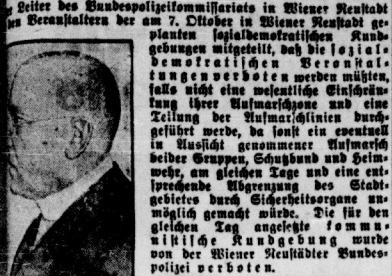 Leiter des Bundespolizeikommissariats in Wiener Neustadt
den Veranstaltern der am 7. Oktober in Wiener Neustadt ge-
planten sozialdemokratischen Kund-
gebungen mitgeteilt, daß die sozial-
demokratischen Veranstal-
tungen verboten werden müßten,
falls nicht eine wesentliche Einschrän-
kung ihrer Aufmarschzone und eine
Teilung der Aufmarschlinien durch-
geführt werde, da sonst ein eventuell
in Aussicht genommener Aufmarsch
beider Gruppen, Schutzbund und Heim-
wehr, am gleichen Tage und eine ent-
sprechende Abgrenzung des Stadt-
gebietes durch Sicherheitsorgane un-
möglich gemacht würde. Die für den
gleichen Tag angesetzte kommu-
nistische Kundgebung wurde
von der Wiener Neustädter Bundes-
polizei verboten.